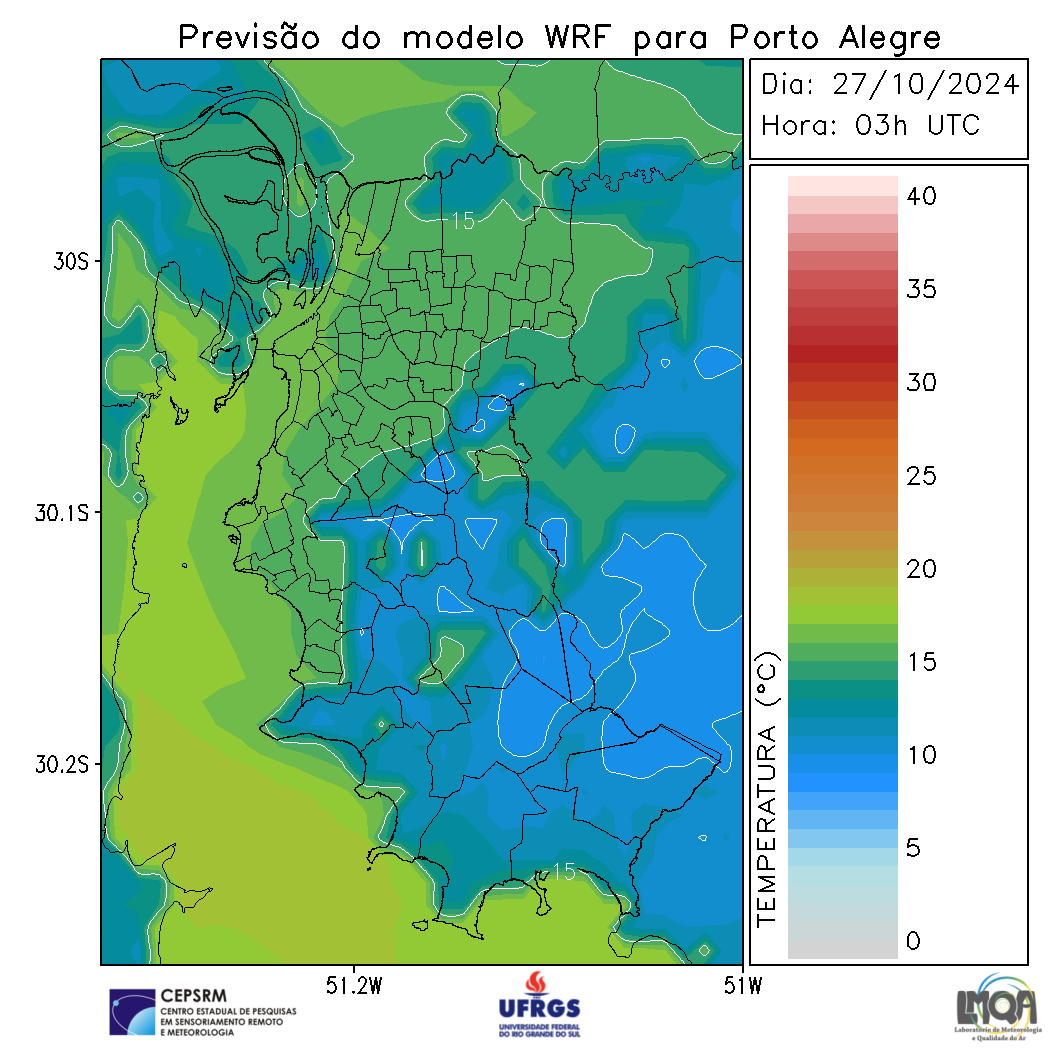 Previsão do modelo WRF para Porto Alegre
Dia: 27/10/2024
Hora: 03h UTC
40
35
30
25
20
15
10
5
0
TEMPERATURA (°C)
30S
30.1S
30.2S
15
15
51.2W
51W
CEPSRM
CENTRO ESTADUAL DE PESQUISAS
EM SENSORIAMENTO REMOTO
E METEOROLOGIA
UFRGS
UNIVERSIDADE FEDERAL
DO RIO GRANDE DO SUL
LMQA
Laboratório de Meteorologia
e Qualidade do Ar